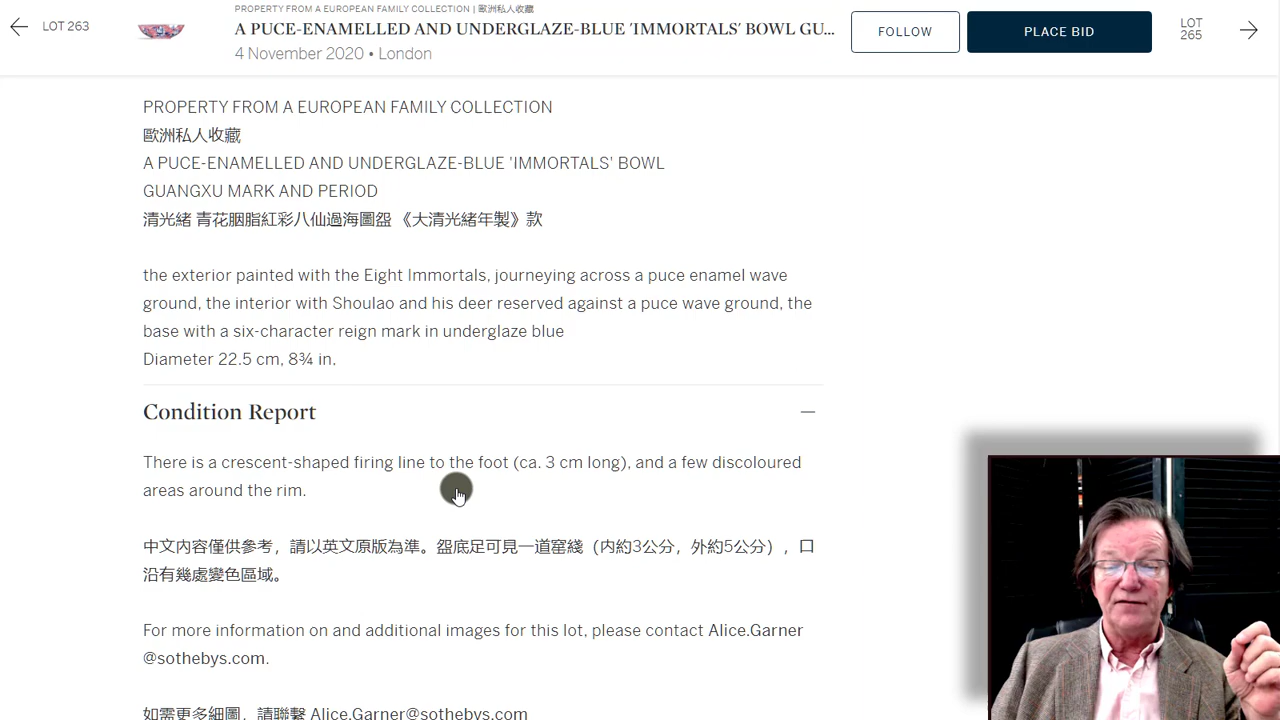 LOT 263
PROPERTY FROM A EUROPEAN FAMILY COLLECTION | 歐洲私人收藏
A PUCE-ENAMELLED AND UNDERGLAZE-BLUE 'IMMORTALS' BOWL GU...
4 November 2020 • London
FOLLOW
PLACE BID
LOT
265
PROPERTY FROM A EUROPEAN FAMILY COLLECTION
歐洲私人收藏
A PUCE-ENAMELLED AND UNDERGLAZE-BLUE 'IMMORTALS' BOWL
GUANGXU MARK AND PERIOD
清光緒 青花胭脂紅彩八仙過海圖盌 《大清光緒年製》款
the exterior painted with the Eight Immortals, journeying across a puce enamel wave
ground, the interior with Shoulao and his deer reserved against a puce wave ground, the
base with a six-character reign mark in underglaze blue
Diameter 22.5 cm, 8¾ in.
Condition Report
There is a crescent-shaped firing line to the foot (ca. 3 cm long), and a few discoloured
areas around the rim.
中文内容僅供參考，請以英文原版為準。盌底足可見一道窰綫（内約3公分，外約5公分），口
沿有幾處變色區域。
For more information on and additional images for this lot, please contact Alice.Garner
@sothebys.com.
如需更多細圖，請聯繫 Alice.Garner@sothebys.com